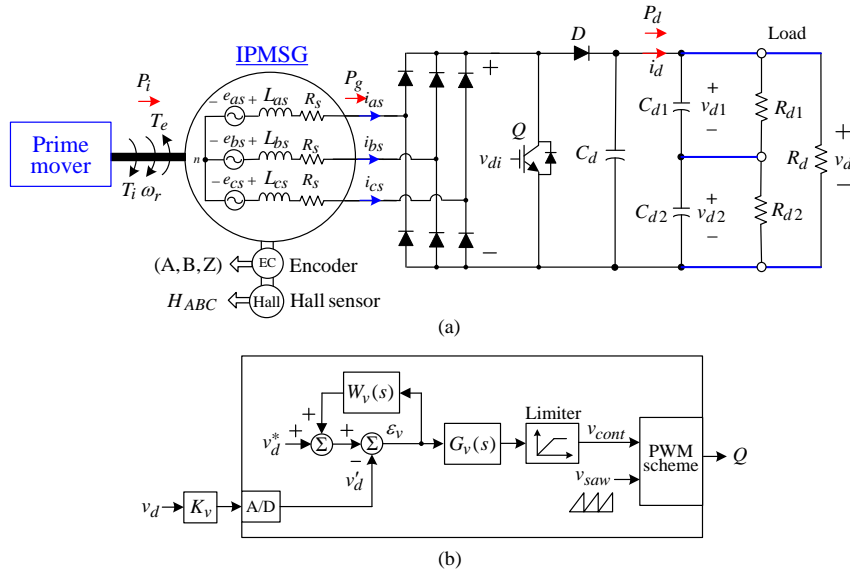 IPMSG
P_i
T_e
Prime
mover
T_i ω_r
n
− e_as + L_as R_s
− e_bs + L_bs R_s
− e_cs + L_cs R_s
P_g
i_as
i_bs
i_cs
+
−
v_di
Q
D
C_d
P_d
i_d
C_d1
+
v_d1
−
C_d2
+
v_d2
−
Load
R_d1
R_d2
R_d
+
v_d
−
(A, B, Z)
EC
Encoder
H_ABC
Hall
Hall sensor
(a)
W_v(s)
v_d^*
+
+
Σ
+
Σ
−
v_d'
ε_v
G_v(s)
Limiter
v_cont
v_saw
PWM
scheme
Q
v_d
K_v
A/D
(b)